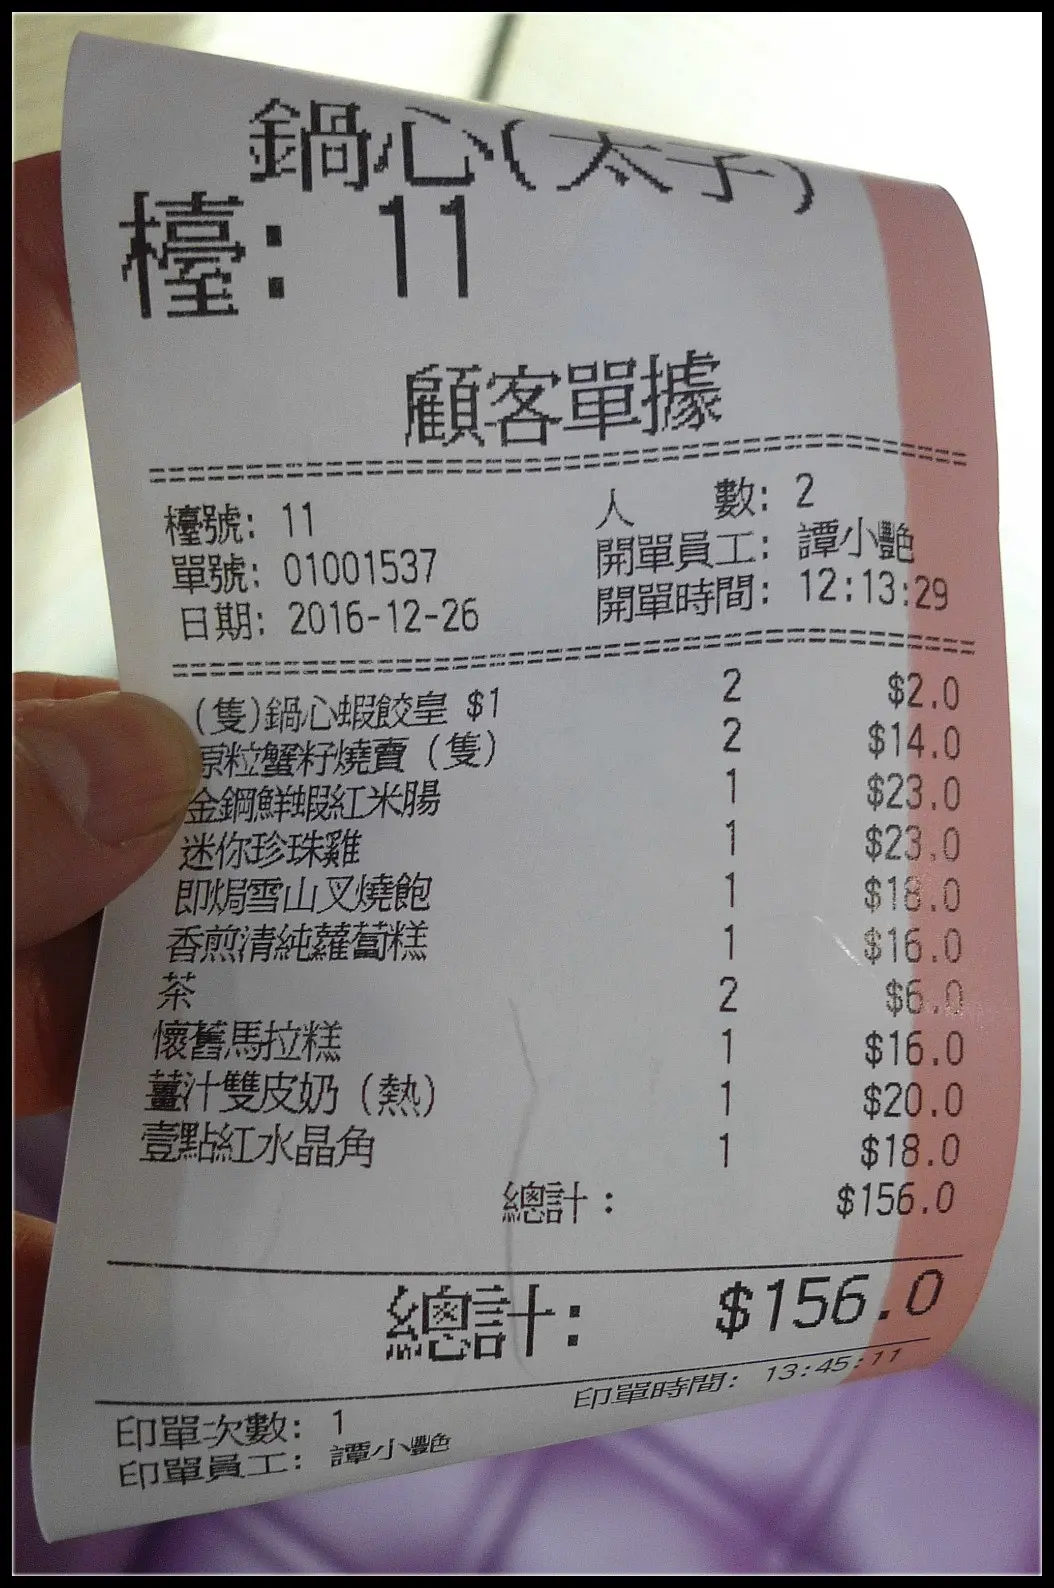 鍋心(太子)
檯: 11
顧客單據
檯號: 11 人 數: 2
單號: 01001537 開單員工: 譚小艷
日期: 2016-12-26 開單時間: 12:13:29
(隻)鍋心蝦餃皇 $1 2 $2.0
原粒蟹籽燒賣 (隻) 2 $14.0
金鋼鮮蝦紅米腸 1 $23.0
迷你珍珠雞 1 $23.0
即焗雪山叉燒飽 1 $18.0
香煎清純蘿蔔糕 1 $16.0
茶 2 $6.0
懷舊馬拉糕 1 $16.0
薑汁雙皮奶 (熱) 1 $20.0
壹點紅水晶角 1 $18.0
總計: $156.0
總計: $156.0
印單次數: 1 印單時間: 13:45:11
印單員工: 譚小艷